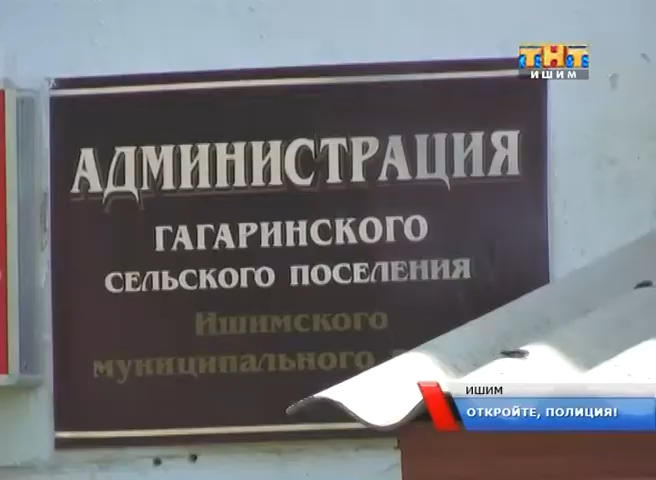 ТНТ
ИШИМ
АДМИНИСТРАЦИЯ
ГАГАРИНСКОГО
СЕЛЬСКОГО ПОСЕЛЕНИЯ
Ишимского
муниципального
ИШИМ
ОТКРОЙТЕ, ПОЛИЦИЯ!